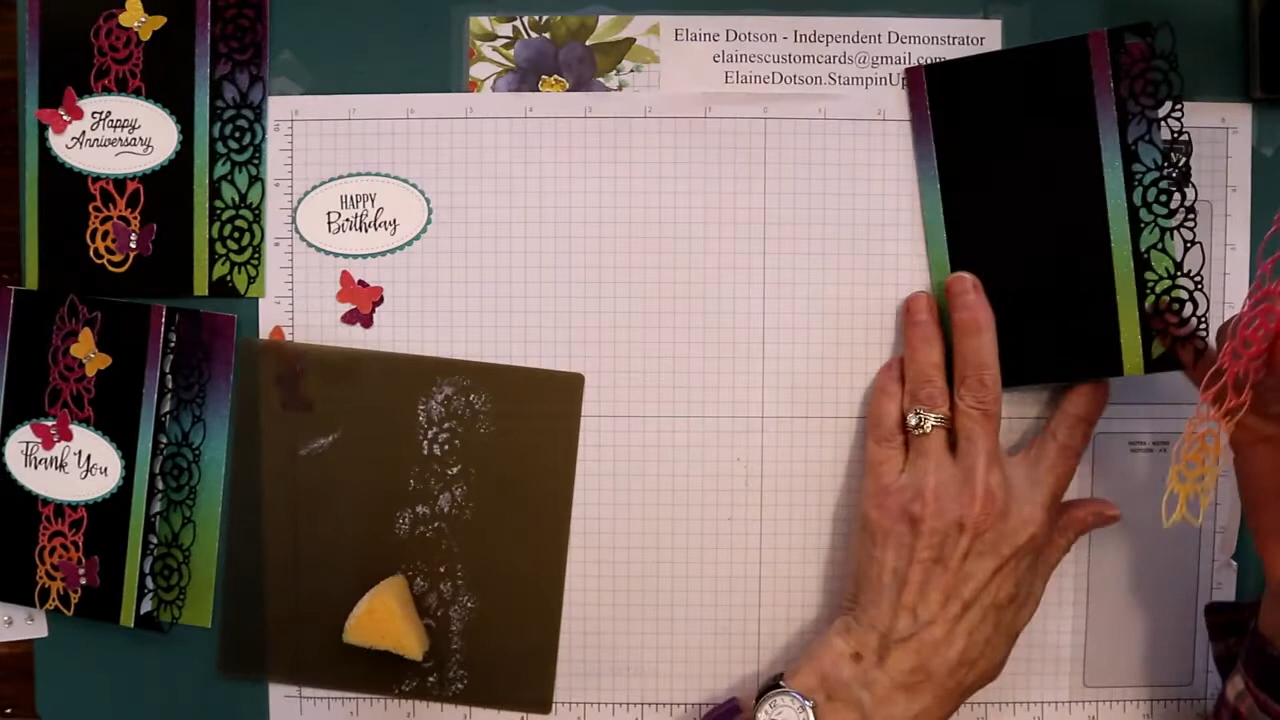 Elaine Dotson - Independent Demonstrator
elainescustomcards@gmail.com
ElaineDotson.StampinUp
Happy
Anniversary
HAPPY
Birthday
Thank You